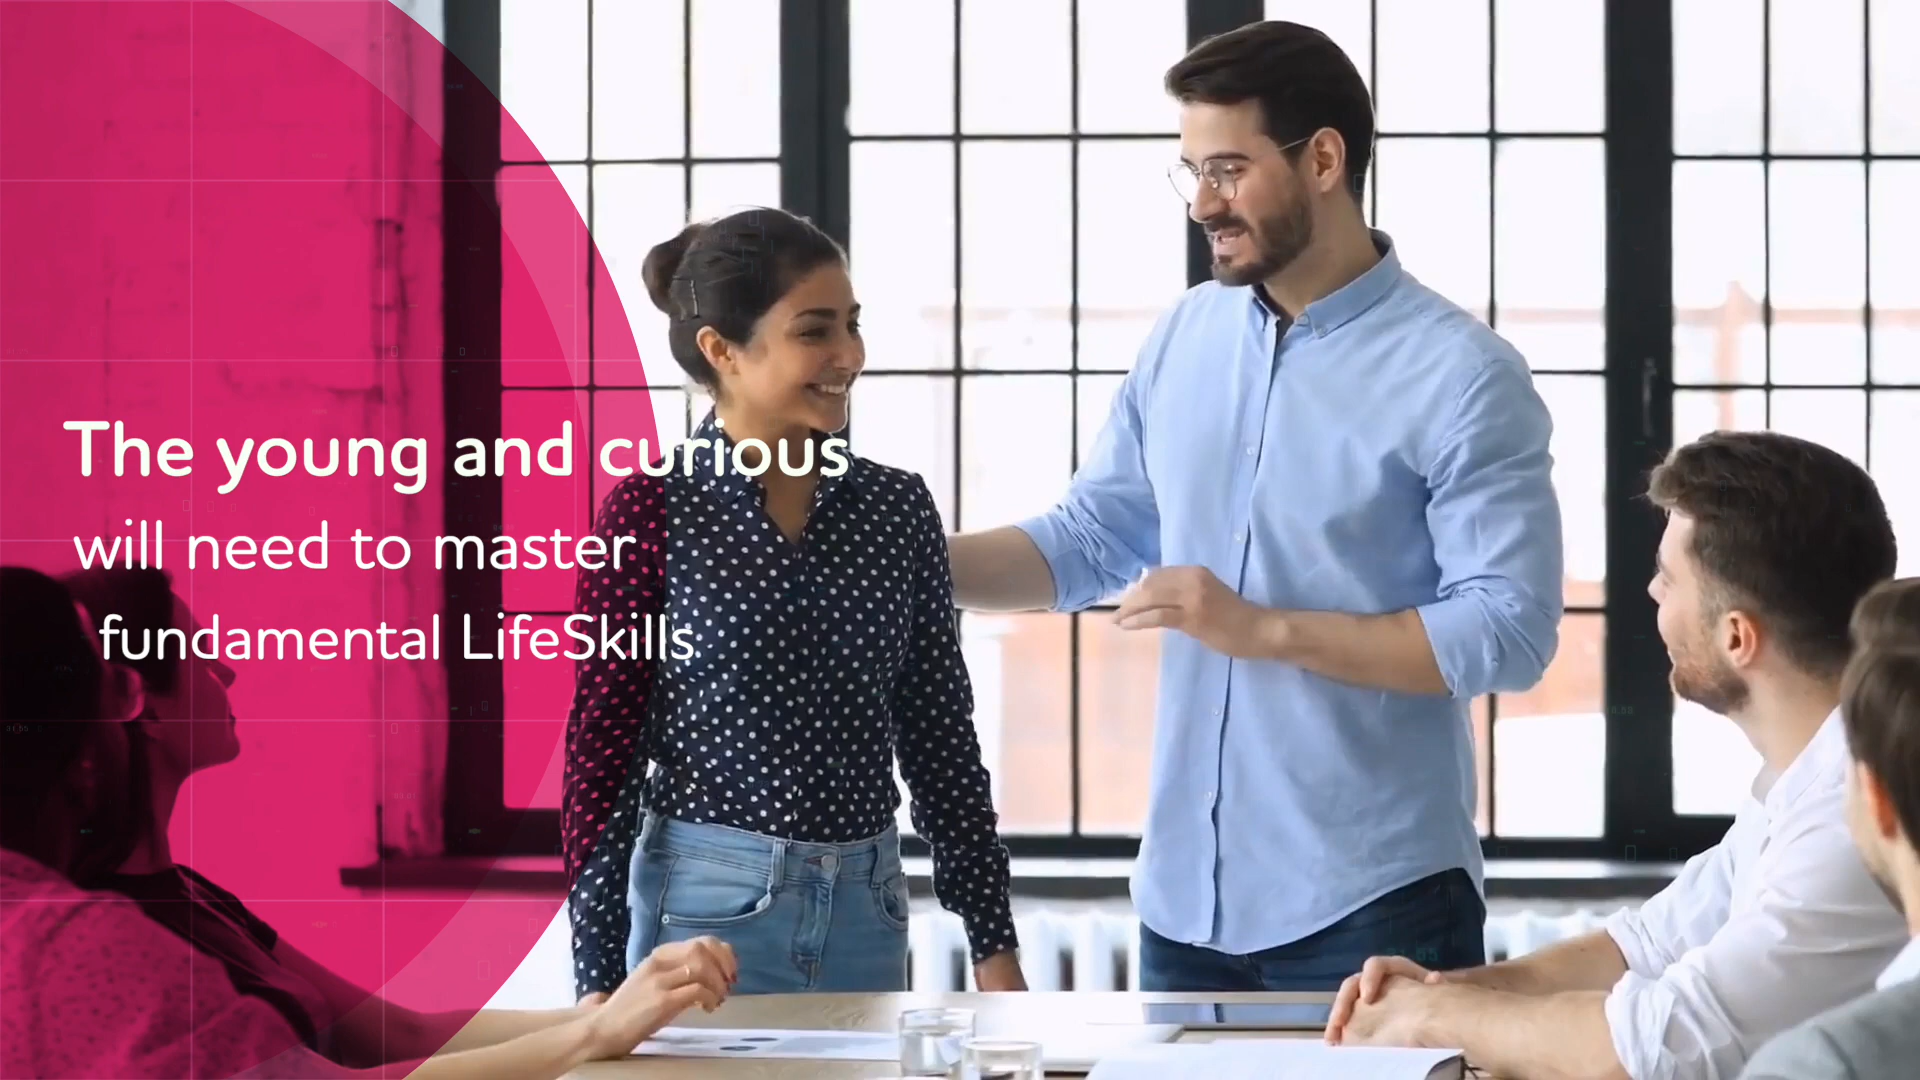 The young and curious
will need to master
fundamental LifeSkills